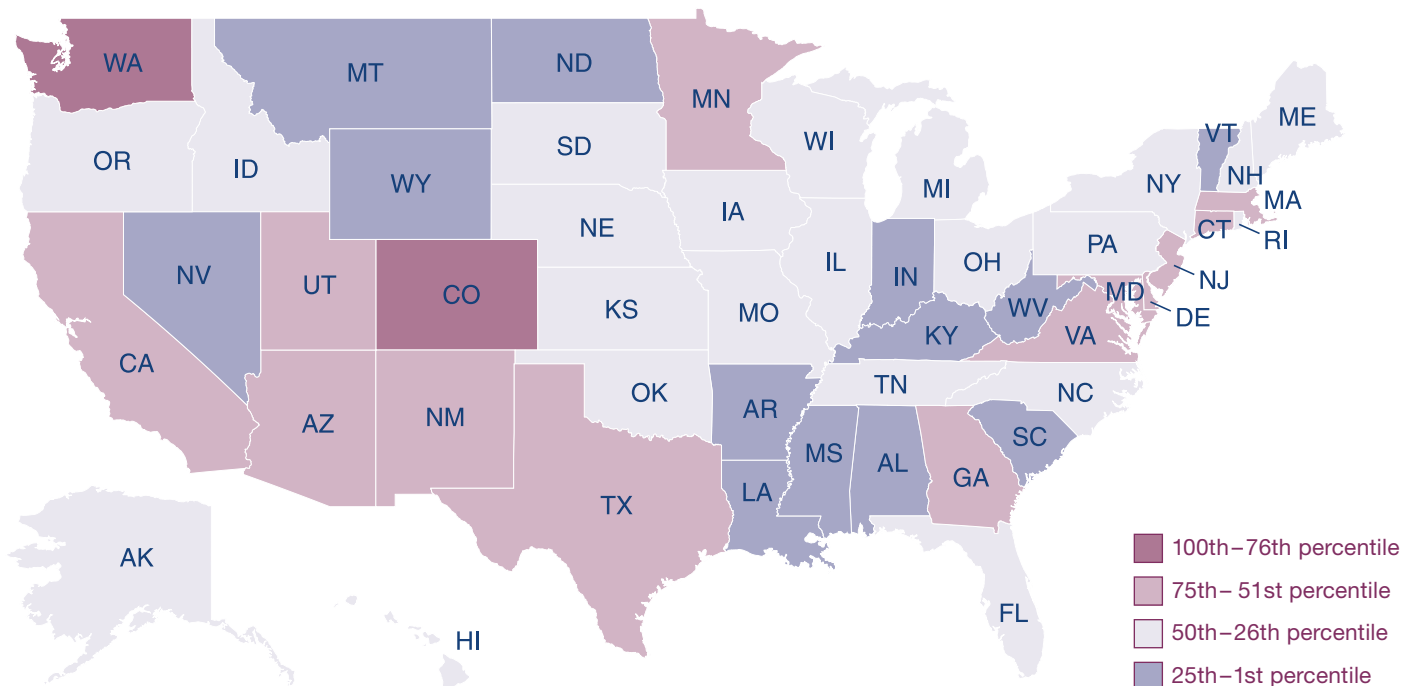 WA
MT
ND
MN
ME
VT
OR
ID
SD
WI
NH
WY
MI
NY
MA
IA
NE
CT
RI
PA
NV
UT
CO
IL
IN
OH
NJ
KS
MO
WV
MD
DE
KY
VA
CA
TN
NC
OK
AZ
NM
AR
SC
MS
AL
GA
LA
TX
AK
FL
HI
100th–76th percentile
75th–51st percentile
50th–26th percentile
25th–1st percentile